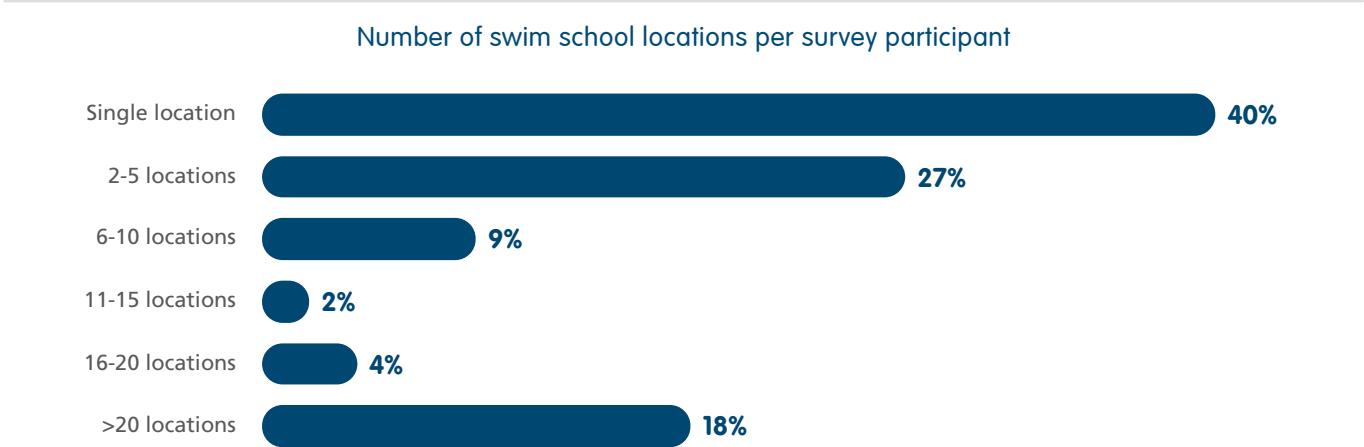 Number of swim school locations per survey participant
Single location 40%
2-5 locations 27%
6-10 locations 9%
11-15 locations 2%
16-20 locations 4%
>20 locations 18%